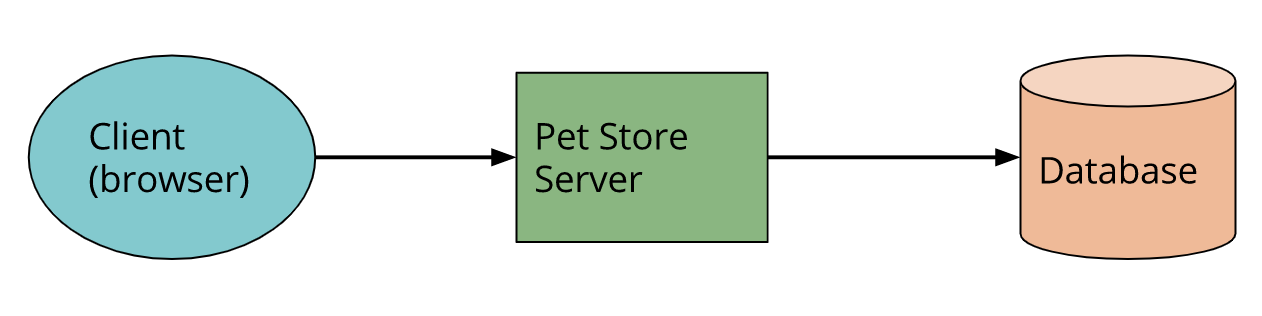 Client
(browser)
Pet Store
Server
Database